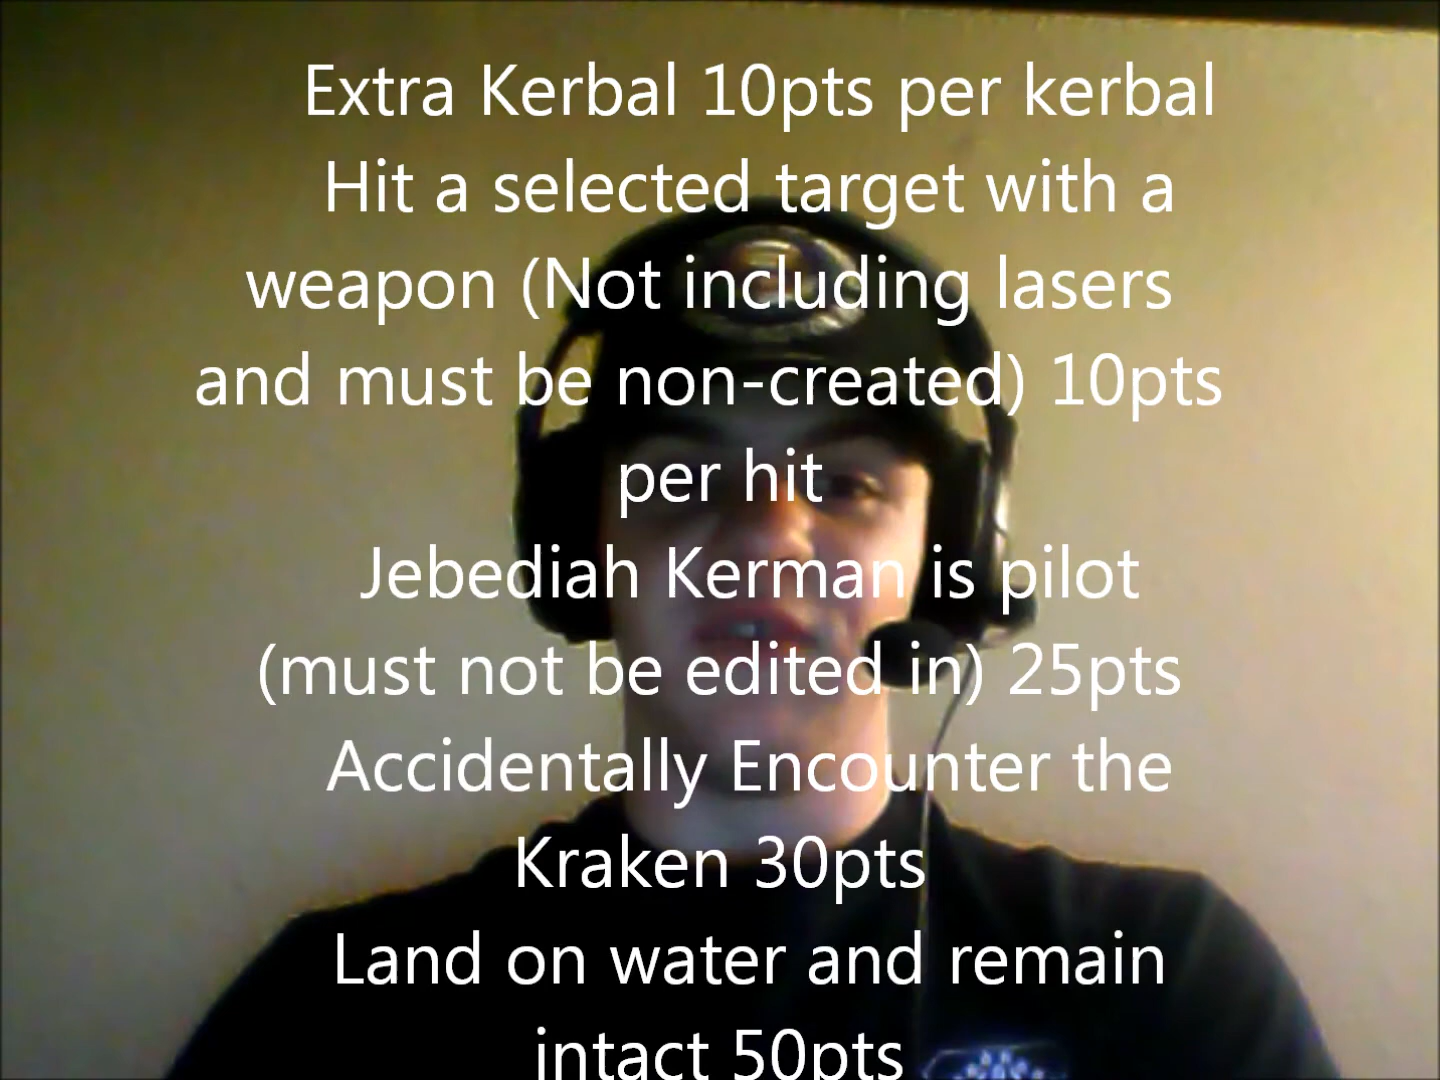 Extra Kerbal 10pts per kerbal
Hit a selected target with a
weapon (Not including lasers
and must be non-created) 10pts
per hit
Jebediah Kerman is pilot
(must not be edited in) 25pts
Accidentally Encounter the
Kraken 30pts
Land on water and remain
intact 50pts